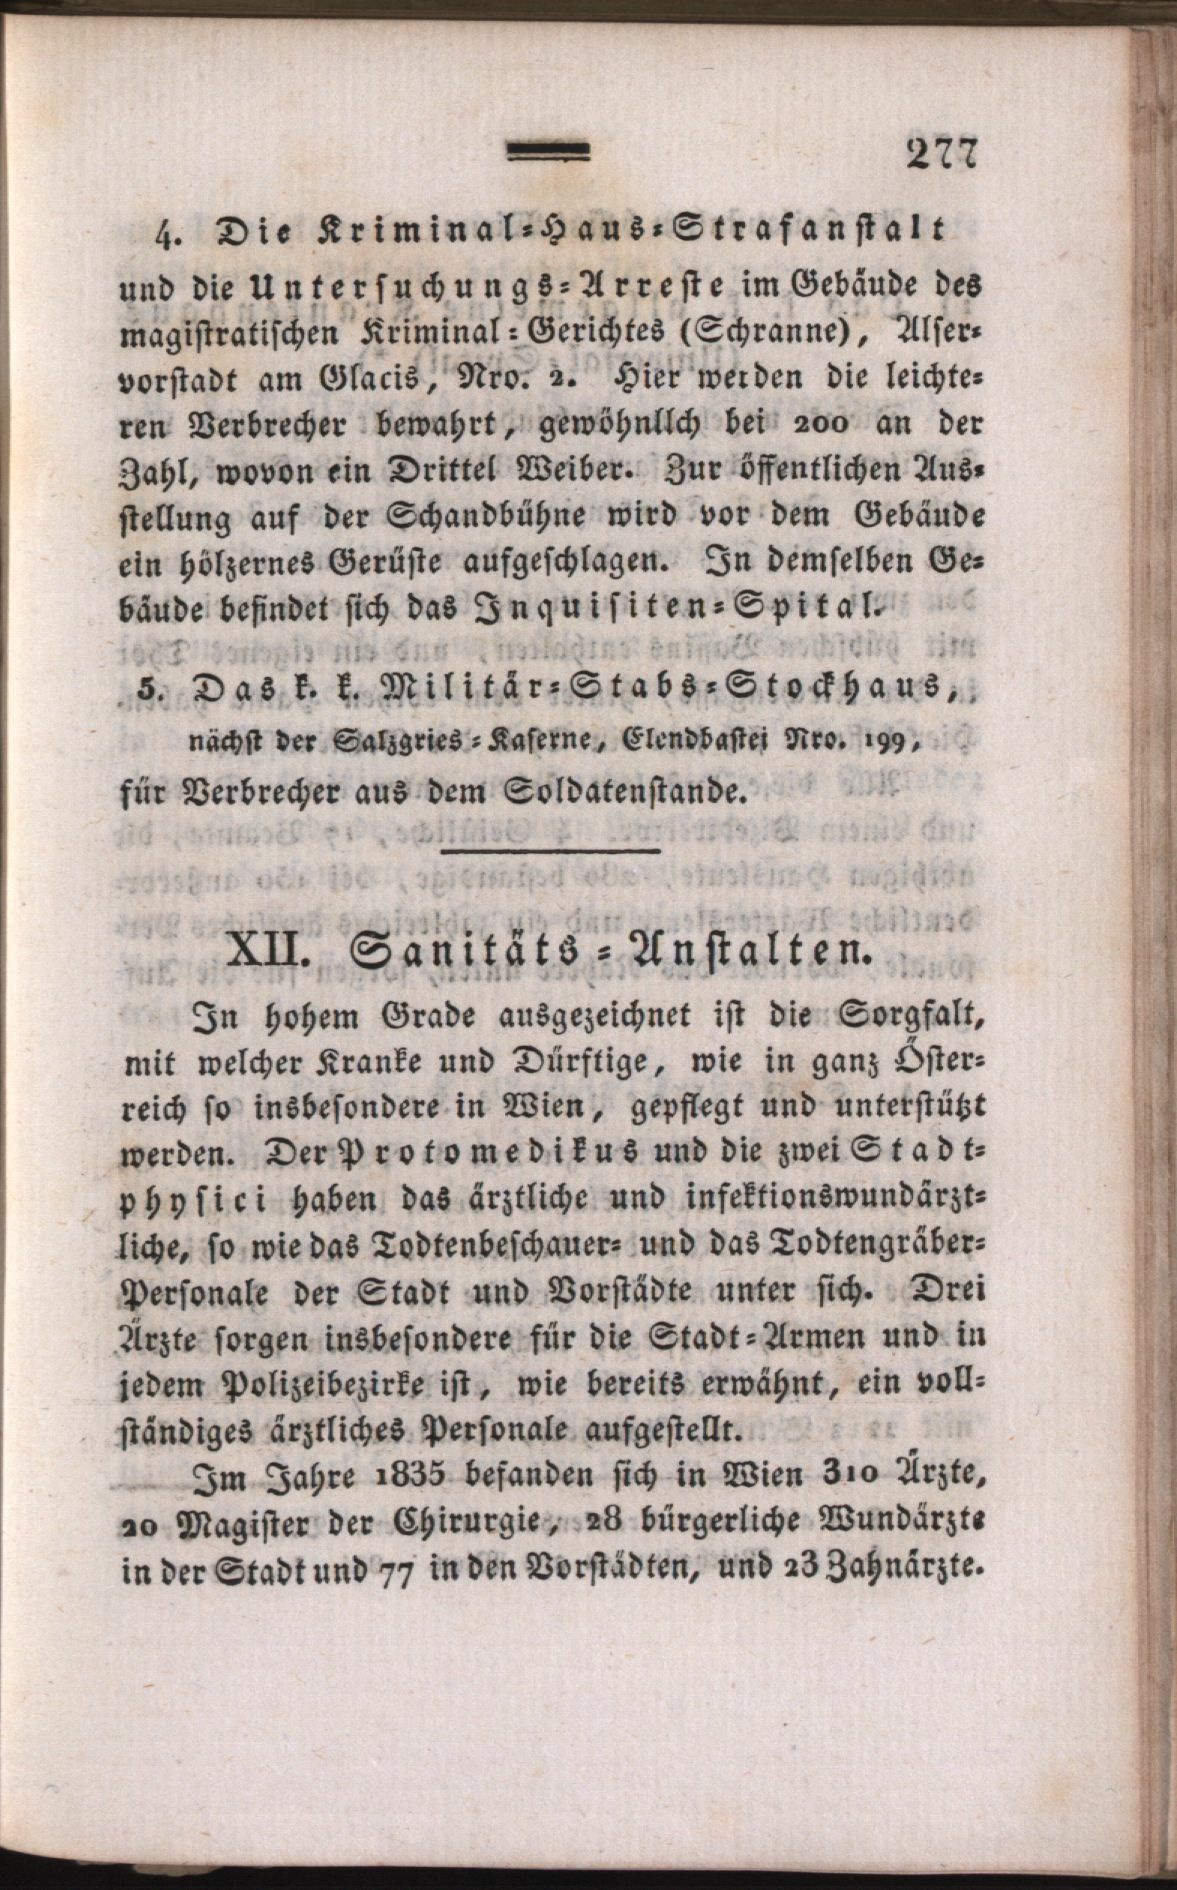 277
4. Die Kriminal-Haus-Strafanstalt
und die Untersuchungs-Arreste im Gebäude des
magistratischen Kriminal-Gerichtes (Schranne), Alser-
vorstadt am Glacis, Nro. 2. Hier werden die leichte-
ren Verbrecher bewahrt, gewöhnllch bei 200 an der
Zahl, wovon ein Drittel Weiber. Zur öffentlichen Aus-
stellung auf der Schandbühne wird vor dem Gebäude
ein hölzernes Gerüste aufgeschlagen. In demselben Ge-
bäude befindet sich das Inquisiten-Spital.
5. Das k. k. Militär-Stabs-Stockhaus,
nächst der Salzgries-Kaserne, Elendbastei Nro. 199,
für Verbrecher aus dem Soldatenstande.
XII. Sanitäts-Anstalten.
In hohem Grade ausgezeichnet ist die Sorgfalt,
mit welcher Kranke und Dürftige, wie in ganz Öster-
reich so insbesondere in Wien, gepflegt und unterstützt
werden. Der Protomedikus und die zwei Stadt-
physici haben das ärztliche und infektionswundärzt-
liche, so wie das Todtenbeschauer- und das Todtengräber-
Personale der Stadt und Vorstädte unter sich. Drei
Ärzte sorgen insbesondere für die Stadt-Armen und in
jedem Polizeibezirke ist, wie bereits erwähnt, ein voll-
ständiges ärztliches Personale aufgestellt.
Im Jahre 1835 befanden sich in Wien 310 Ärzte,
20 Magister der Chirurgie, 28 bürgerliche Wundärzte
in der Stadt und 77 in den Vorstädten, und 23 Zahnärzte.